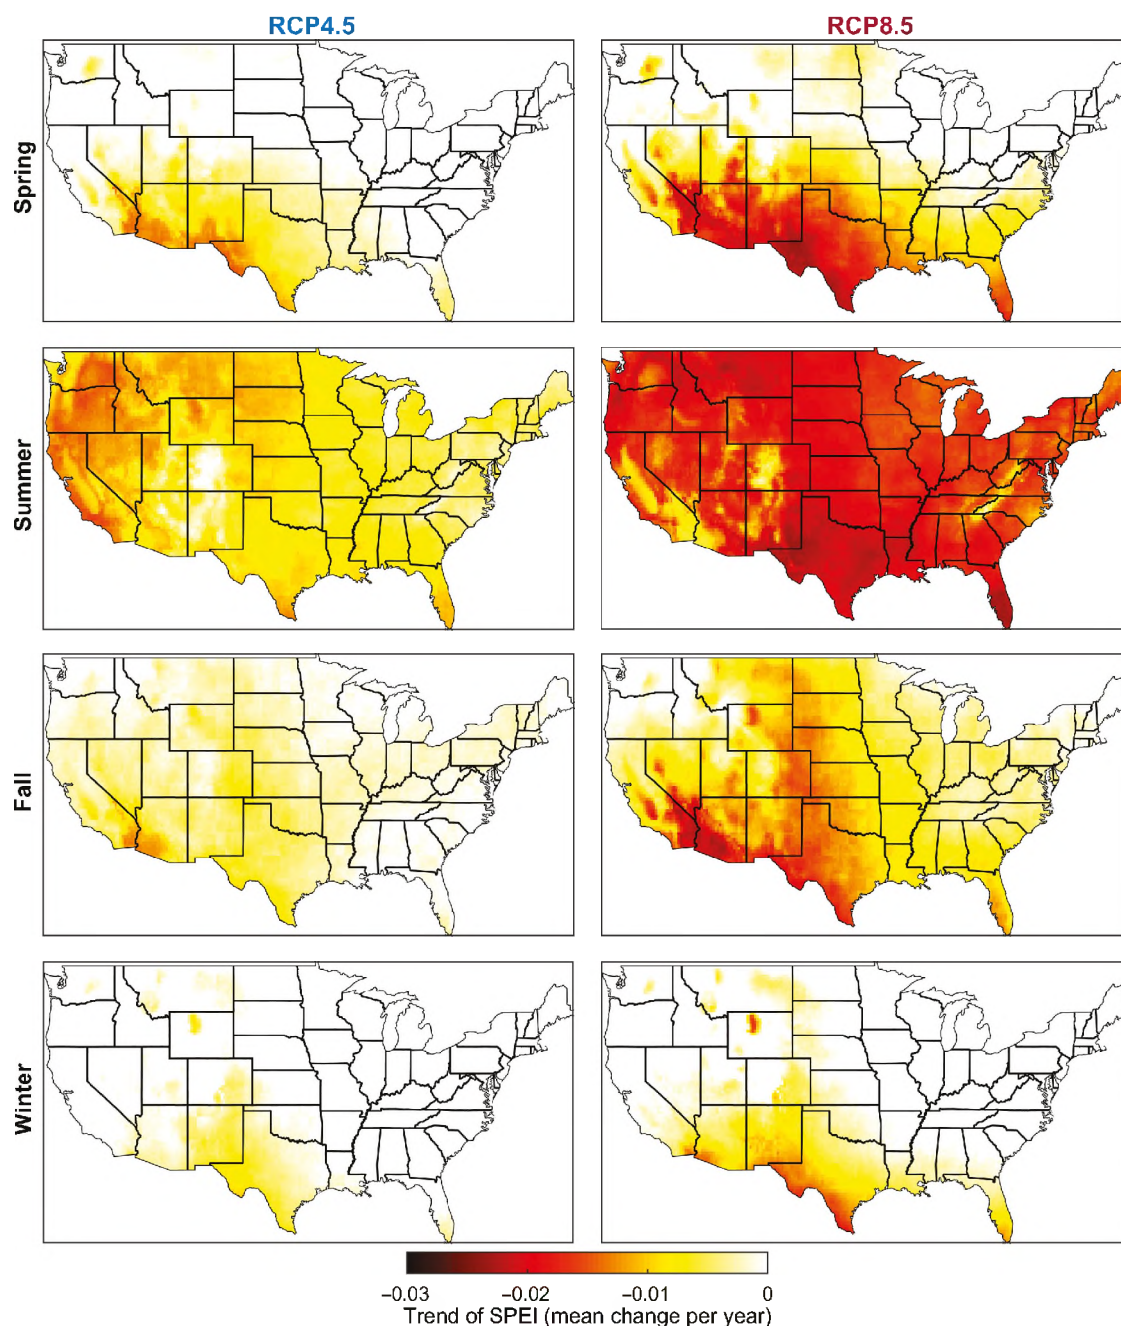 RCP4.5
RCP8.5
Spring
Summer
Fall
Winter
−0.03
−0.02
−0.01
0
Trend of SPEI (mean change per year)